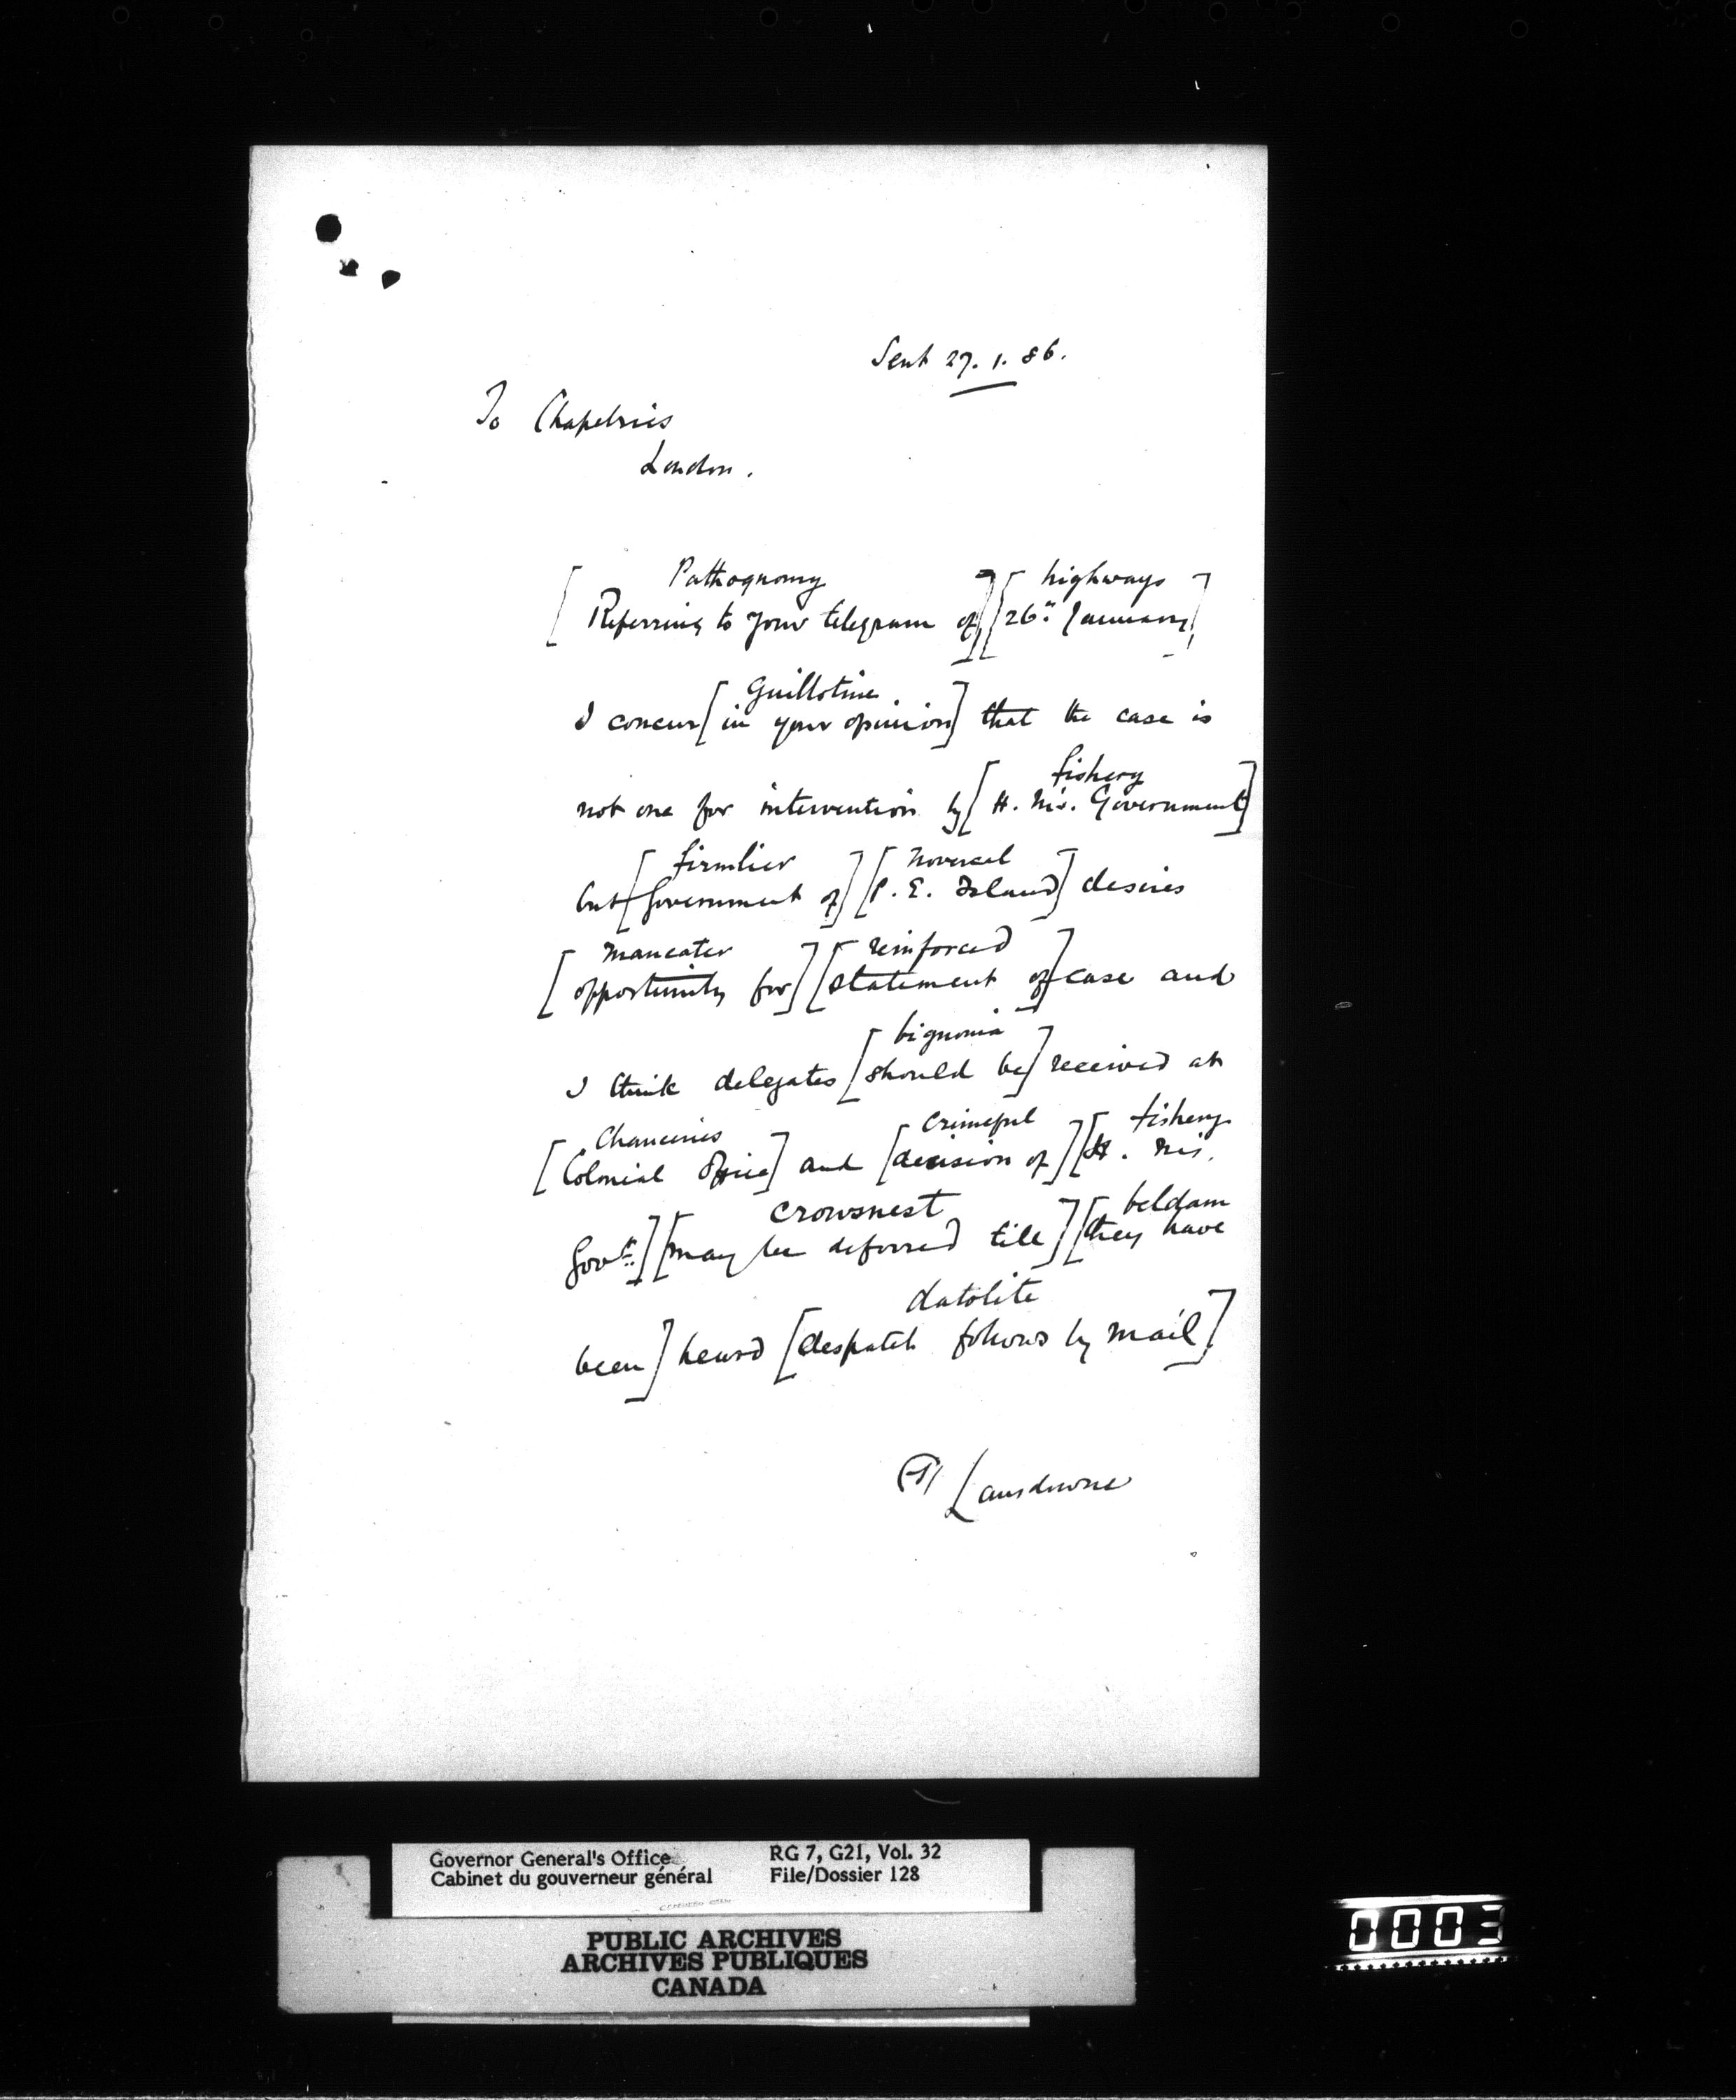 Sent 27. 1. 86.
To Chapelries
London.
Pathognomy highways
[Referring to your telegram of] [26th January]
Guillotine
I concur [in your opinion] that the case is
fishery
not one for intervention by [H. M's. Government]
firmlier novercal
but [Government of] [P. E. Island] desires
maneater reinforced
[opportunity for] [statement of] case and
bignonia
I think delegates [should be] received at
Chanceries crimeful fishery
[Colonial Office] and [decision of] [H. M's.
crowsnest beldam
Govt.] [may be deferred till] [they have
datolite
been] heard [despatch follows by mail]
Lansdowne
Governor General's Office RG 7, G21, Vol. 32
Cabinet du gouverneur général File/Dossier 128
PUBLIC ARCHIVES
ARCHIVES PUBLIQUES
CANADA
0003